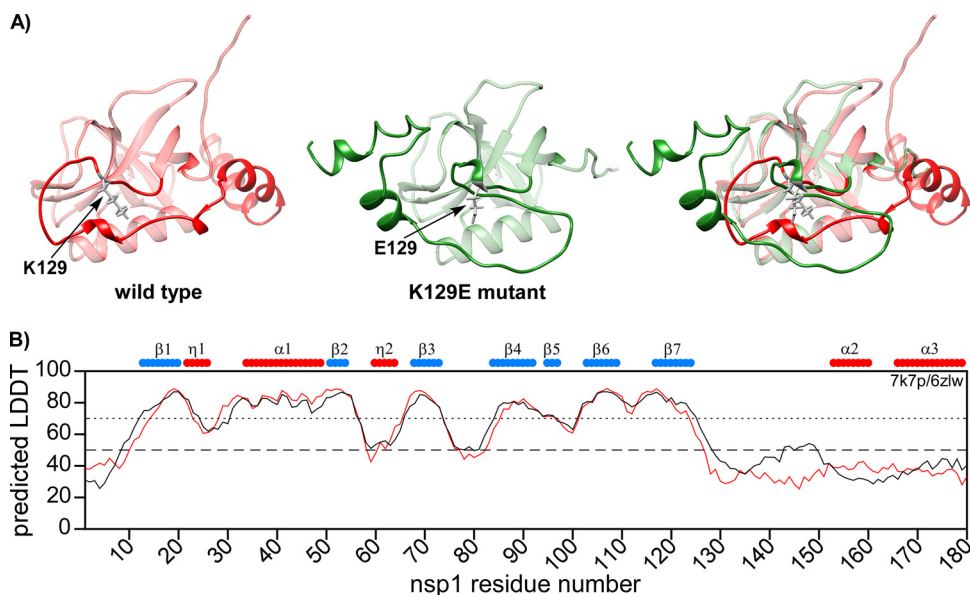 A)
K129
wild type
E129
K129E mutant
B)
β1 η1 α1 β2 η2 β3 β4 β5 β6 β7 α2 α3
7k7p/6zlw
predicted LDDT
100
80
60
40
20
0
10 20 30 40 50 60 70 80 90 100 110 120 130 140 150 160 170 180
nsp1 residue number